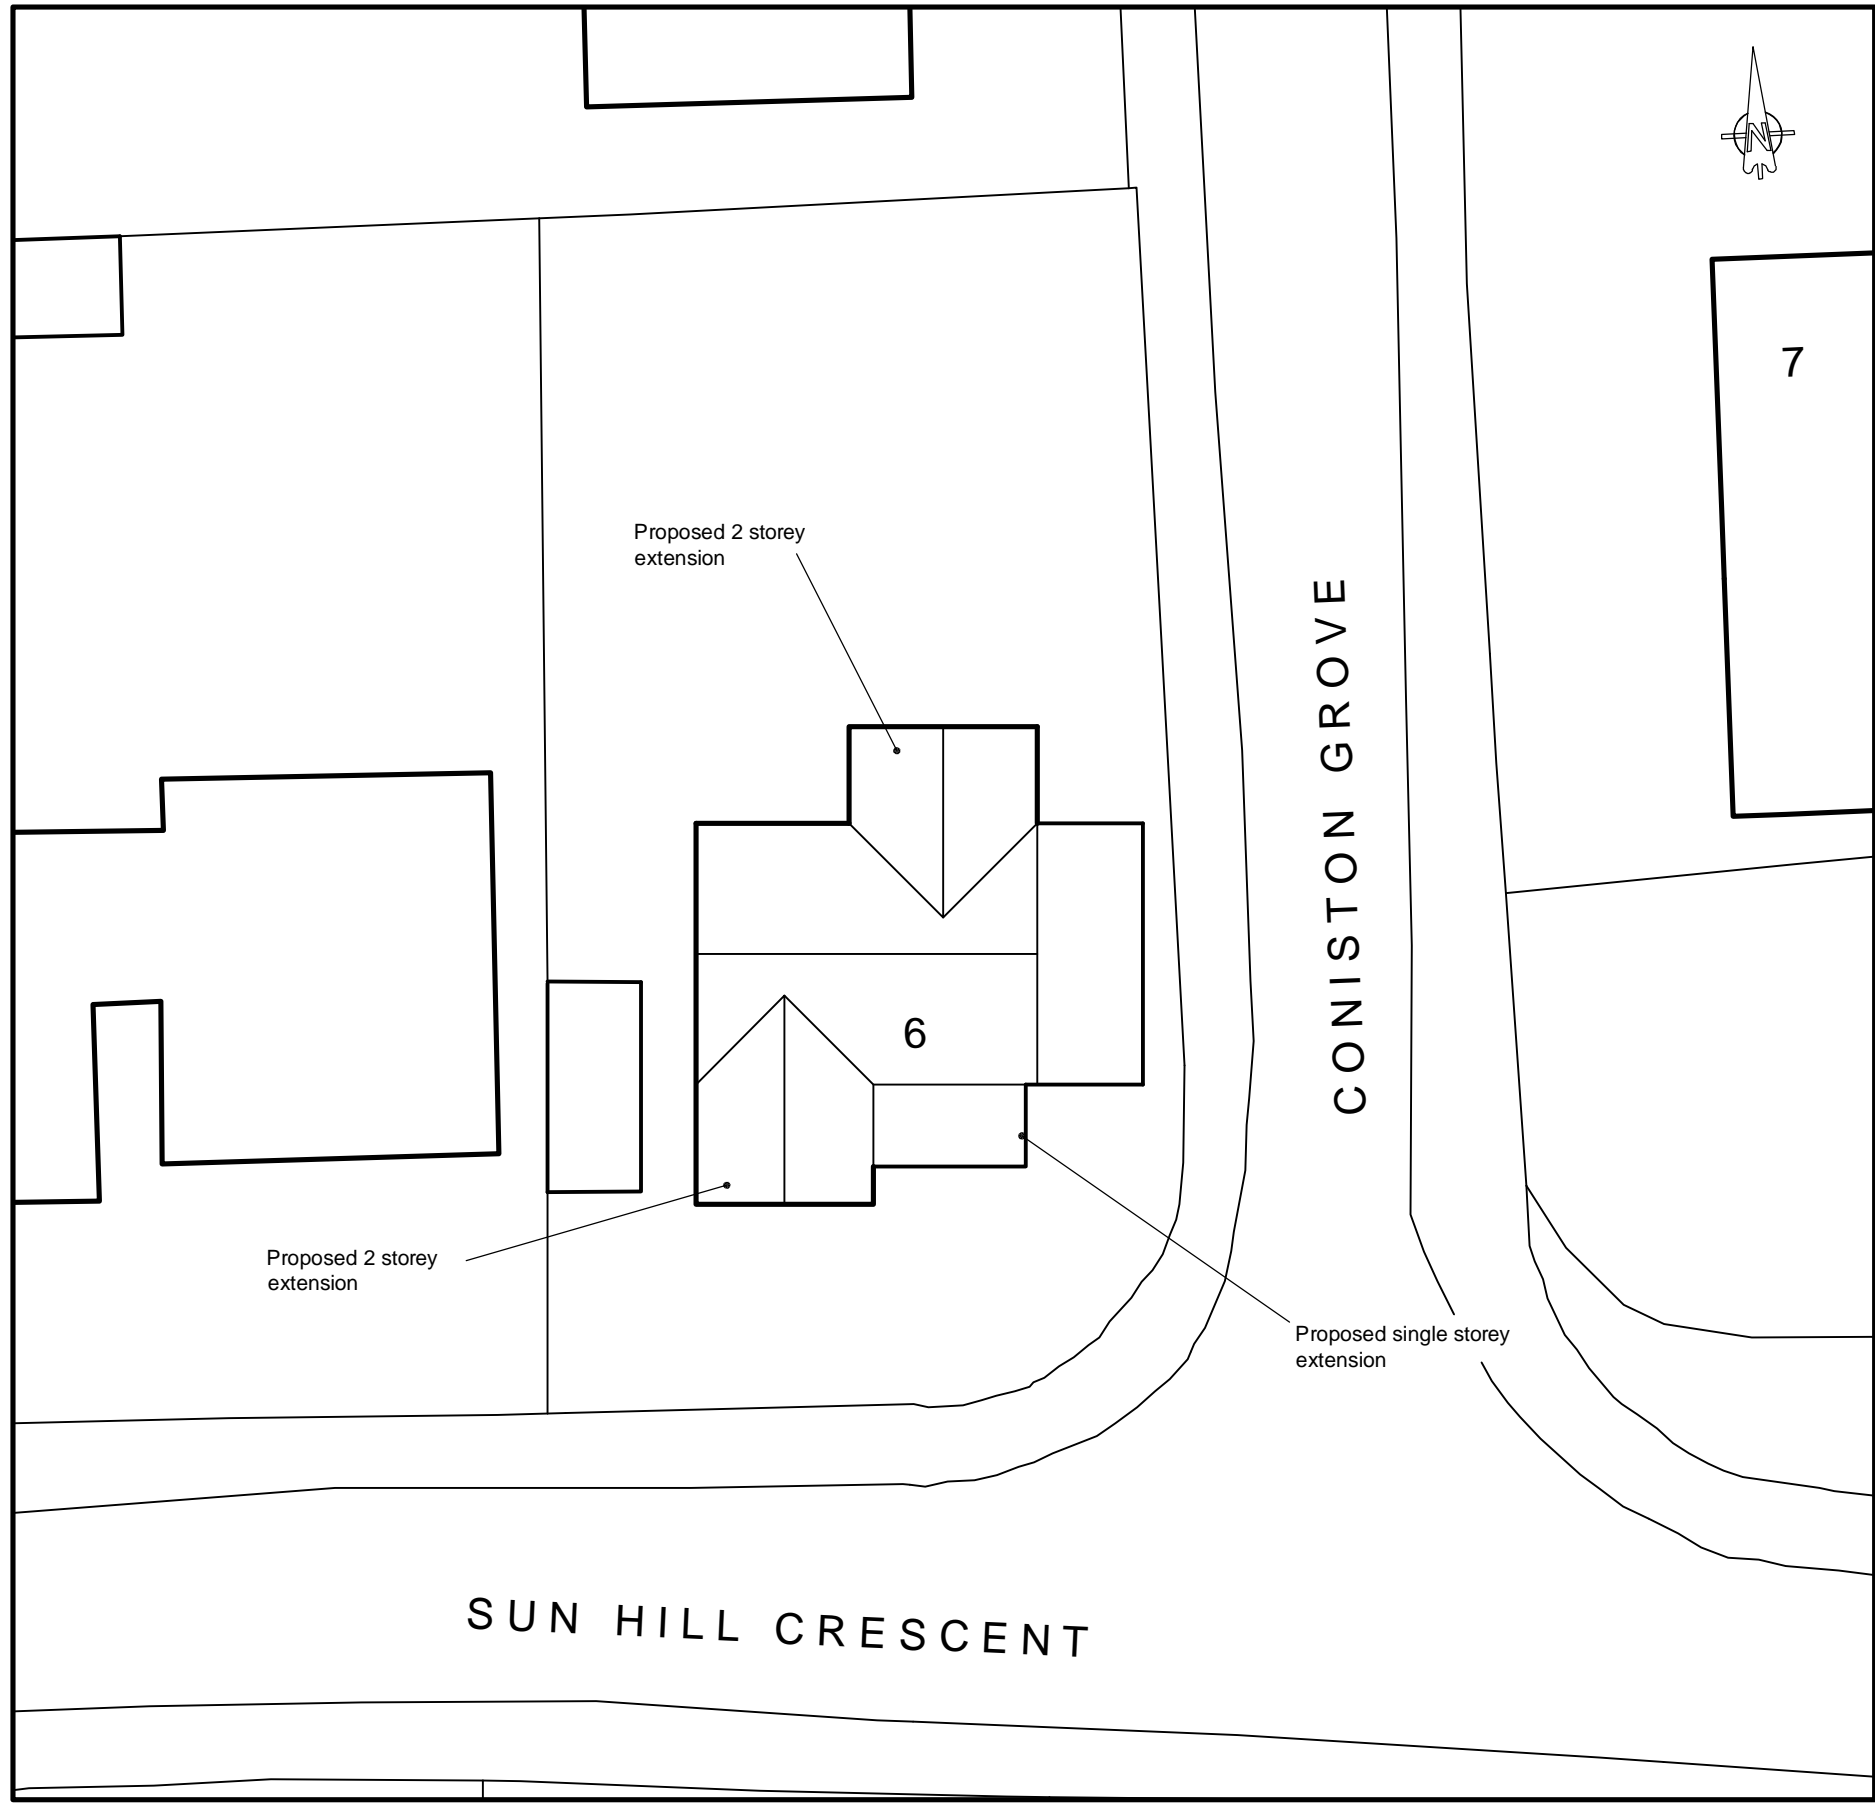 N
7
Proposed 2 storey
extension
CONISTON GROVE
6
Proposed 2 storey
extension
Proposed single storey
extension
SUN HILL CRESCENT